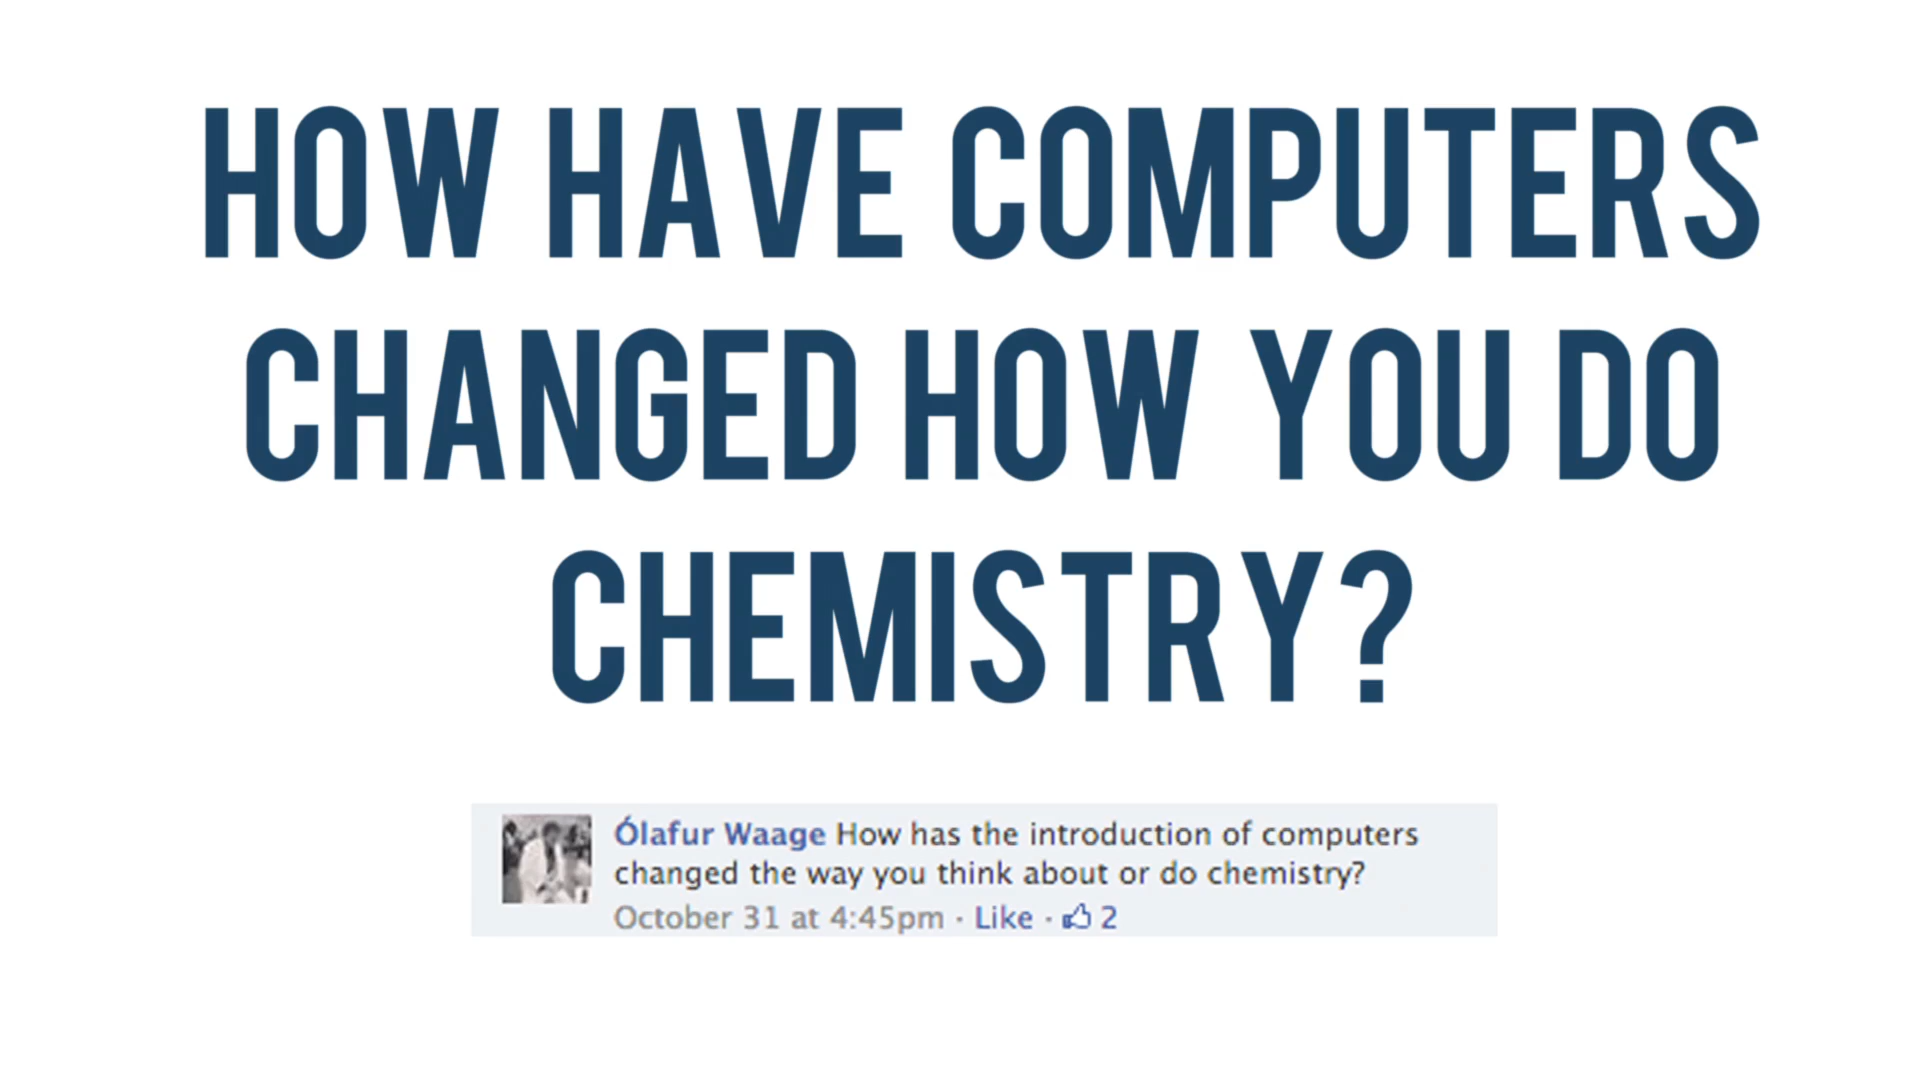 HOW HAVE COMPUTERS
CHANGED HOW YOU DO
CHEMISTRY?
Ólafur Waage How has the introduction of computers
changed the way you think about or do chemistry?
October 31 at 4:45pm · Like · 2